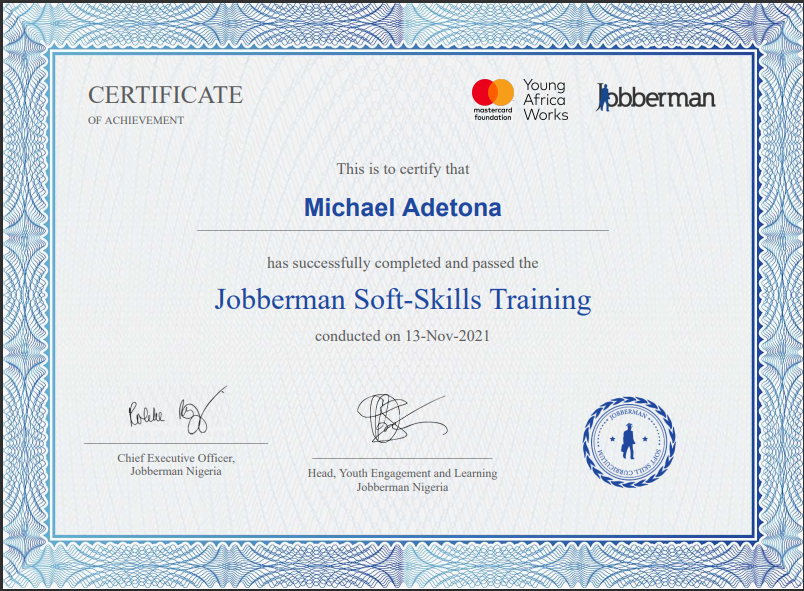 CERTIFICATE
OF ACHIEVEMENT
mastercard
foundation
Young
Africa
Works
Jobberman
This is to certify that
Michael Adetona
has successfully completed and passed the
Jobberman Soft-Skills Training
conducted on 13-Nov-2021
Chief Executive Officer,
Jobberman Nigeria
Head, Youth Engagement and Learning
Jobberman Nigeria
JOBBERMAN
SOFT SKILL CURRICULUM